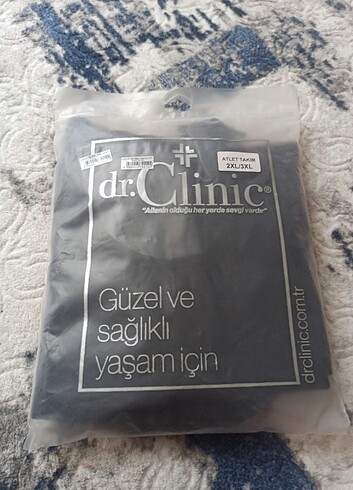 ATLET TAKIM
2XL/3XL
dr.Clinic®
"Ailenin olduğu her yerde sevgi vardır"
Güzel ve
sağlıklı
yaşam için
drclinic.com.tr